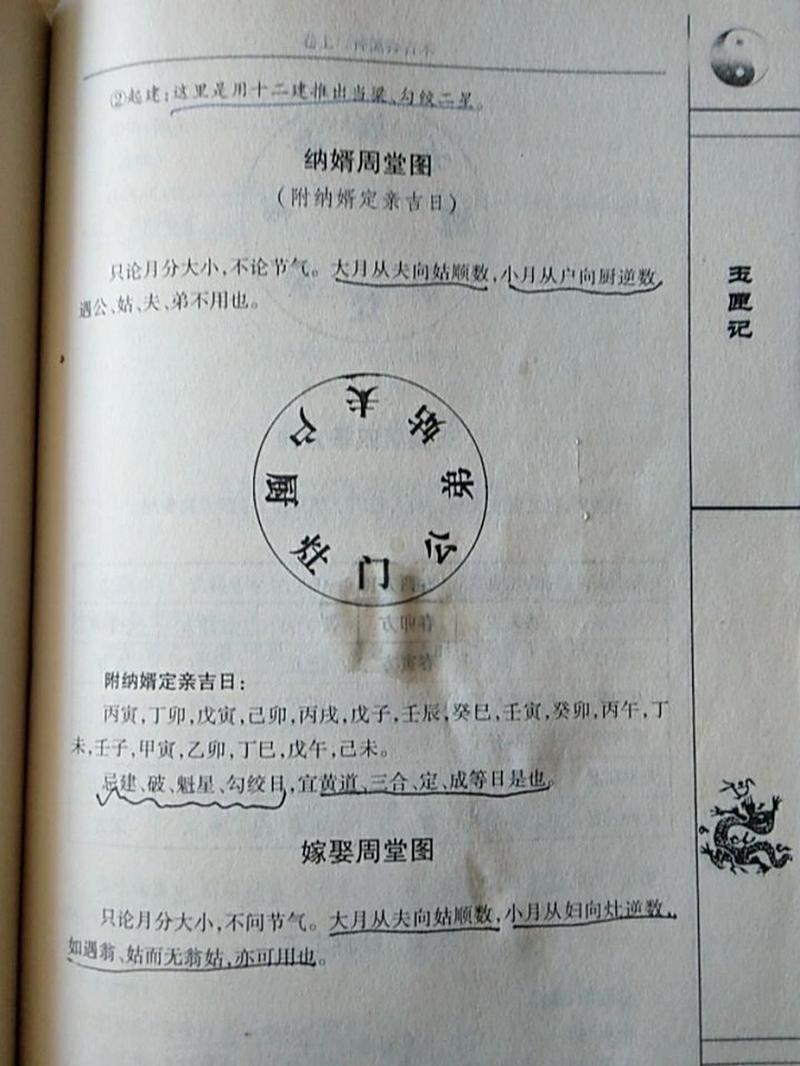 ②起建:这里是用十二建推出当梁、勾绞二星。
纳婿周堂图
(附纳婿定亲吉日)
只论月分大小,不论节气。大月从夫向姑顺数,小月从户向厨逆数,
遇公、姑、夫、弟不用也。
夫
姑
弟
公
门
灶
厨
户
附纳婿定亲吉日:
丙寅,丁卯,戊寅,己卯,丙戌,戊子,壬辰,癸巳,壬寅,癸卯,丙午,丁
未,壬子,甲寅,乙卯,丁巳,戊午,己未。
忌建、破、魁星、勾绞日,宜黄道、三合、定、成等日是也。
嫁娶周堂图
只论月分大小,不问节气。大月从夫向姑顺数,小月从妇向灶逆数,
如遇翁、姑而无翁姑,亦可用也。
玉匣记